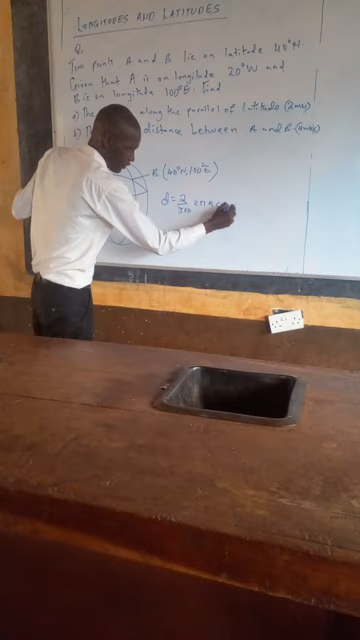 LONGITUDES AND LATITUDES
Q.
Two points A and B lie on latitude 40°N.
Given that A is on longitude 20°W and
B is on longitude 100°E. Find
a) The along the parallel of latitude (2mks)
b) The distance between A and B
B (40°N, 100°E)
d = 2πR
360